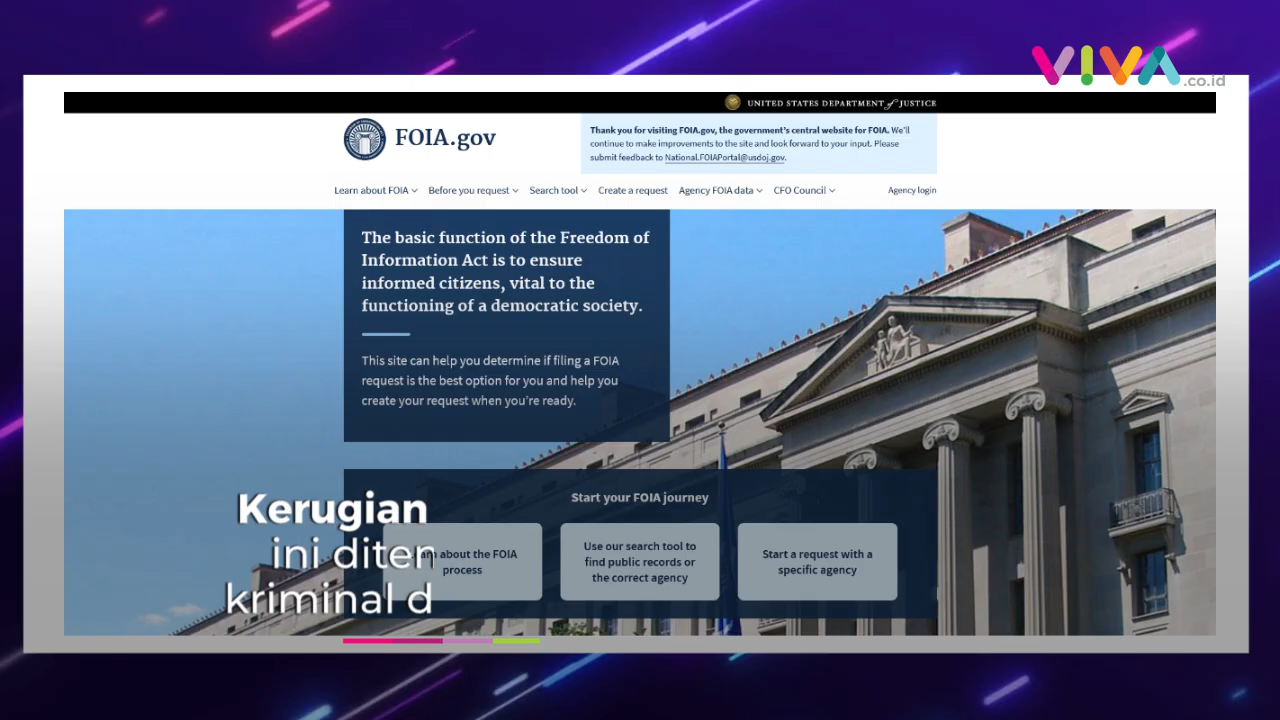 VIVA.co.id
UNITED STATES DEPARTMENT of JUSTICE
FOIA.gov
Thank you for visiting FOIA.gov, the government's central website for FOIA. We'll
continue to make improvements to the site and look forward to your input. Please
submit feedback to National.FOIAPortal@usdoj.gov.
Learn about FOIA Before you request Search tool Create a request Agency FOIA data CFO Council Agency login
The basic function of the Freedom of
Information Act is to ensure
informed citizens, vital to the
functioning of a democratic society.
This site can help you determine if filing a FOIA
request is the best option for you and help you
create your request when you're ready.
Start your FOIA journey
about the FOIA
process
Use our search tool to
find public records or
the correct agency
Start a request with a
specific agency
Kerugian
ini diten
kriminal d